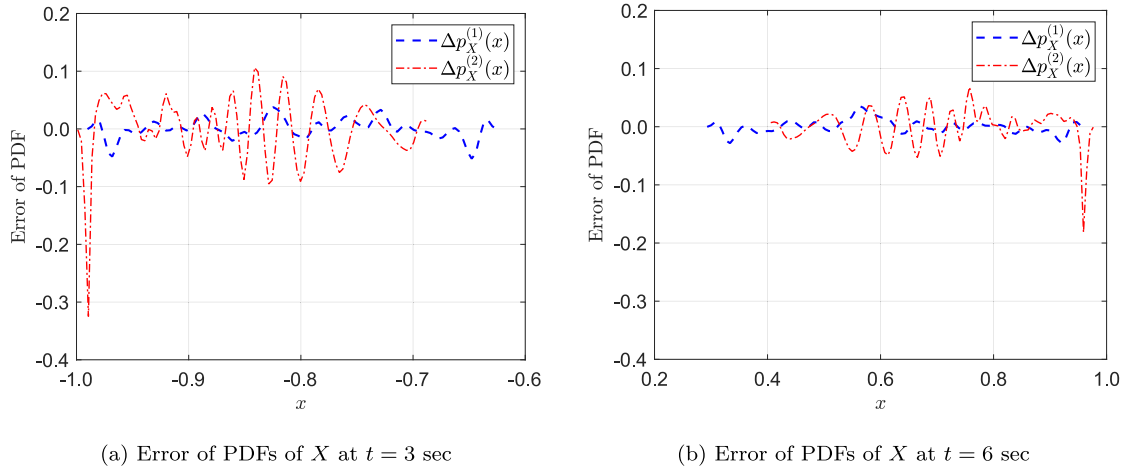 0.2
0.1
0.0
-0.1
-0.2
-0.3
-0.4
Error of PDF
-1.0 -0.9 -0.8 -0.7 -0.6
x
Δp_X^(1)(x)
Δp_X^(2)(x)
(a) Error of PDFs of X at t = 3 sec
0.2
0.1
0.0
-0.1
-0.2
-0.3
-0.4
Error of PDF
0.2 0.4 0.6 0.8 1.0
x
Δp_X^(1)(x)
Δp_X^(2)(x)
(b) Error of PDFs of X at t = 6 sec